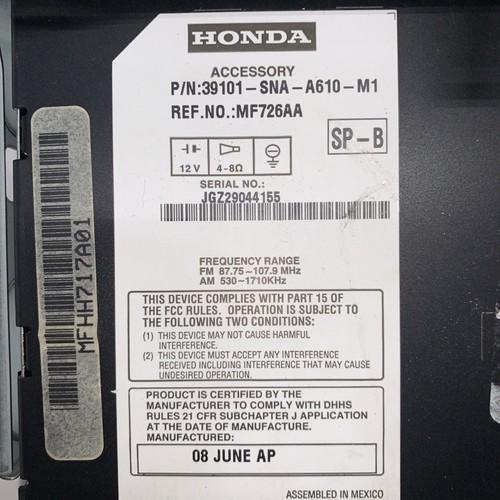 HONDA
ACCESSORY
P/N:39101-SNA-A610-M1
REF.NO.:MF726AA
SP-B
12 V
4-8Ω
SERIAL NO.:
JGZ29044155
MFHH717A01
FREQUENCY RANGE
FM 87.75-107.9 MHz
AM 530-1710KHz
THIS DEVICE COMPLIES WITH PART 15 OF
THE FCC RULES. OPERATION IS SUBJECT TO
THE FOLLOWING TWO CONDITIONS:
(1) THIS DEVICE MAY NOT CAUSE HARMFUL
INTERFERENCE.
(2) THIS DEVICE MUST ACCEPT ANY INTERFERENCE
RECEIVED INCLUDING INTERFERENCE THAT MAY CAUSE
UNDESIRED OPERATION.
PRODUCT IS CERTIFIED BY THE
MANUFACTURER TO COMPLY WITH DHHS
RULES 21 CFR SUBCHAPTER J APPLICATION
AT THE DATE OF MANUFACTURE.
MANUFACTURED:
08 JUNE AP
ASSEMBLED IN MEXICO